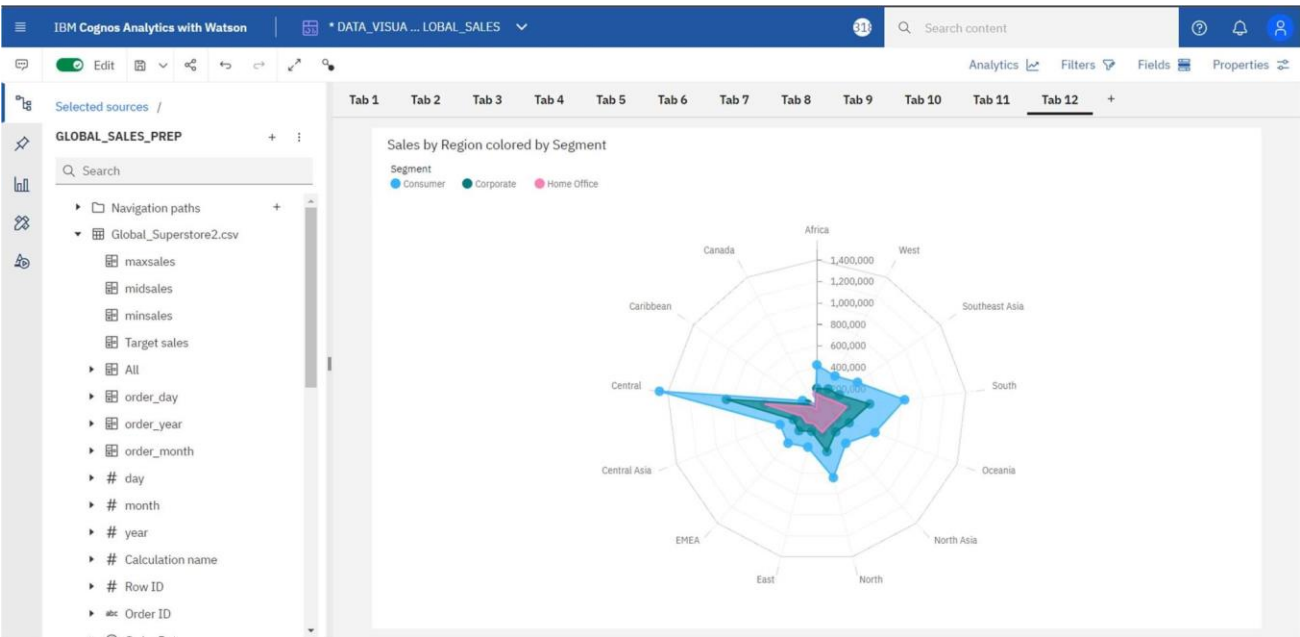 IBM Cognos Analytics with Watson
* DATA_VISUA ... LOBAL_SALES
Search content
Edit
Analytics
Filters
Fields
Properties
Selected sources /
GLOBAL_SALES_PREP
Search
Navigation paths
Global_Superstore2.csv
maxsales
midsales
minsales
Target sales
All
order_day
order_year
order_month
# day
# month
# year
# Calculation name
# Row ID
abc Order ID
Tab 1 Tab 2 Tab 3 Tab 4 Tab 5 Tab 6 Tab 7 Tab 8 Tab 9 Tab 10 Tab 11 Tab 12 +
Sales by Region colored by Segment
Segment
Consumer Corporate Home Office
Africa
Canada
West
1,400,000
1,200,000
Caribbean
1,000,000
Southeast Asia
800,000
600,000
400,000
Central
South
Central Asia
Oceania
EMEA
North Asia
East
North